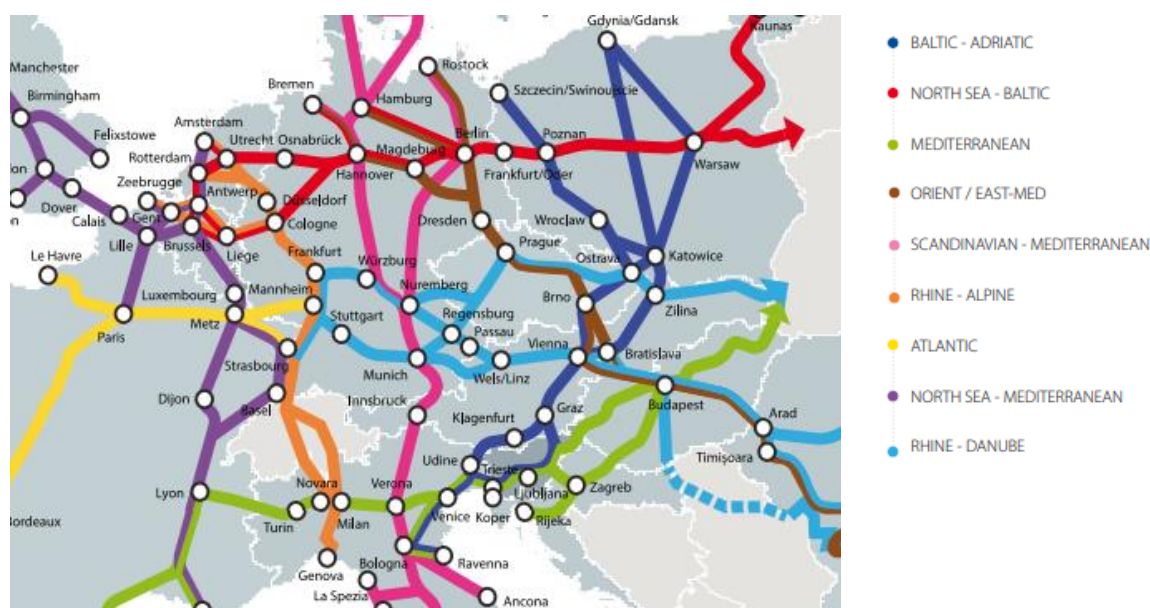 Gdynia/Gdansk
Kaunas
Manchester
Rostock
Bremen
Szczecin/Swinoujscie
Birmingham
Hamburg
Felixstowe
Amsterdam
Utrecht
Osnabrück
Berlin
Poznan
Rotterdam
Magdeburg
Hannover
Warsaw
Frankfurt/Oder
Zeebrugge
Antwerp
Düsseldorf
Dover
Calais
Gent
Cologne
Dresden
Wrocław
Lille
Brussels
Liege
Prague
Ostrava
Katowice
Le Havre
Frankfurt
Würzburg
Luxembourg
Mannheim
Nuremberg
Brno
Zilina
Regensburg
Metz
Stuttgart
Passau
Paris
Vienna
Bratislava
Strasbourg
Munich
Wels/Linz
Dijon
Basel
Innsbruck
Klagenfurt
Graz
Budapest
Arad
Udine
Trieste
Timişoara
Lyon
Novara
Verona
Ljubljana
Zagreb
Turin
Milan
Venice
Koper
Rijeka
Bordeaux
Genova
Bologna
Ravenna
La Spezia
Ancona
BALTIC - ADRIATIC
NORTH SEA - BALTIC
MEDITERRANEAN
ORIENT / EAST-MED
SCANDINAVIAN - MEDITERRANEAN
RHINE - ALPINE
ATLANTIC
NORTH SEA - MEDITERRANEAN
RHINE - DANUBE